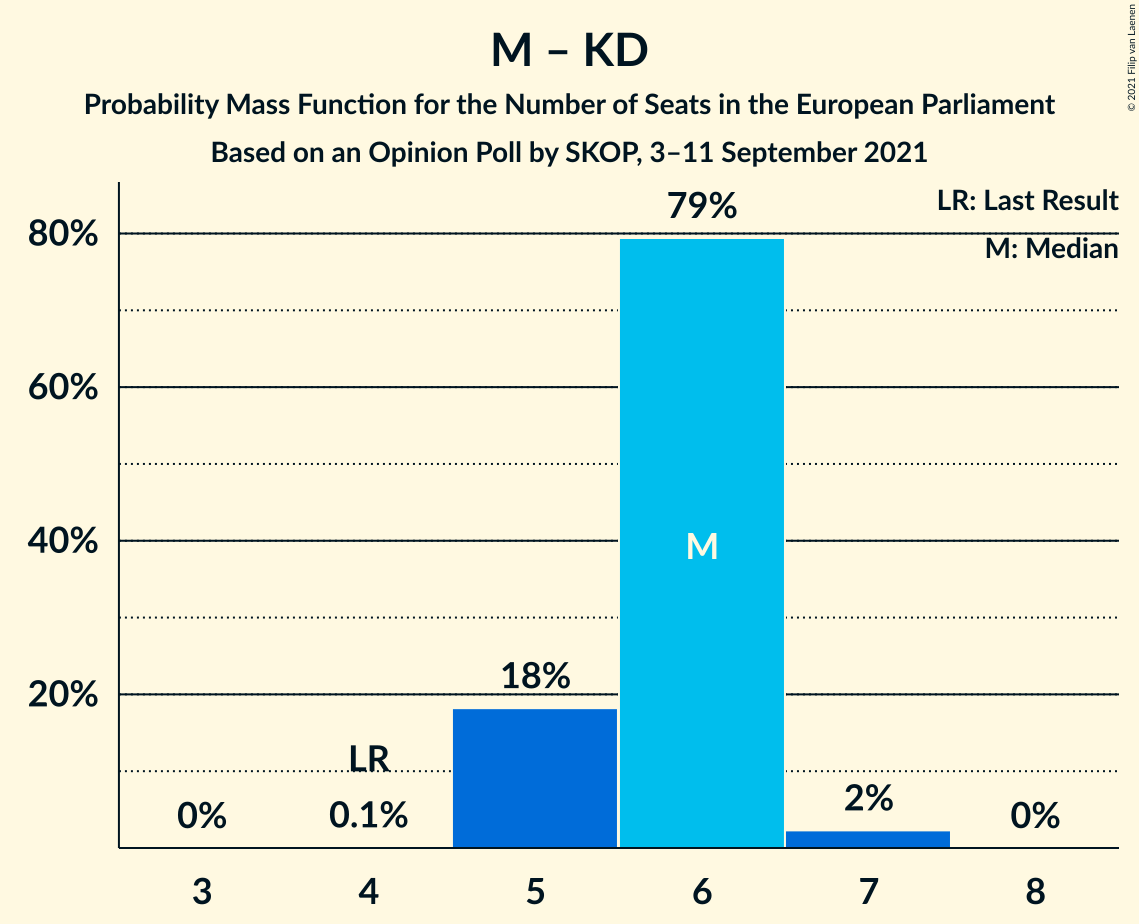 M – KD
Probability Mass Function for the Number of Seats in the European Parliament
Based on an Opinion Poll by SKOP, 3–11 September 2021
© 2021 Filip van Laenen
LR: Last Result
M: Median
80%
60%
40%
20%
0%
LR
0.1%
18%
79%
M
2%
0%
3 4 5 6 7 8